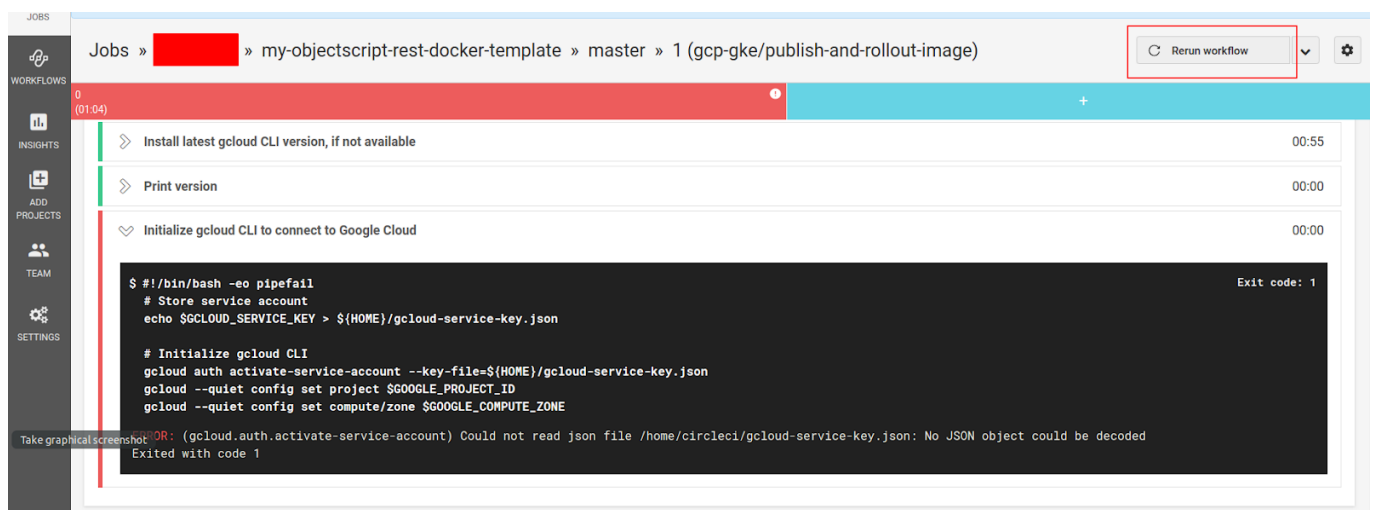 JOBS
WORKFLOWS
INSIGHTS
ADD
PROJECTS
TEAM
SETTINGS
Jobs » » my-objectscript-rest-docker-template » master » 1 (gcp-gke/publish-and-rollout-image)
Rerun workflow
0
(01:04)
!
+
Install latest gcloud CLI version, if not available 00:55
Print version 00:00
Initialize gcloud CLI to connect to Google Cloud 00:00
$ #!/bin/bash -eo pipefail Exit code: 1
# Store service account
echo $GCLOUD_SERVICE_KEY > ${HOME}/gcloud-service-key.json
# Initialize gcloud CLI
gcloud auth activate-service-account --key-file=${HOME}/gcloud-service-key.json
gcloud --quiet config set project $GOOGLE_PROJECT_ID
gcloud --quiet config set compute/zone $GOOGLE_COMPUTE_ZONE
Take graphical screenshot
ERROR: (gcloud.auth.activate-service-account) Could not read json file /home/circleci/gcloud-service-key.json: No JSON object could be decoded
Exited with code 1